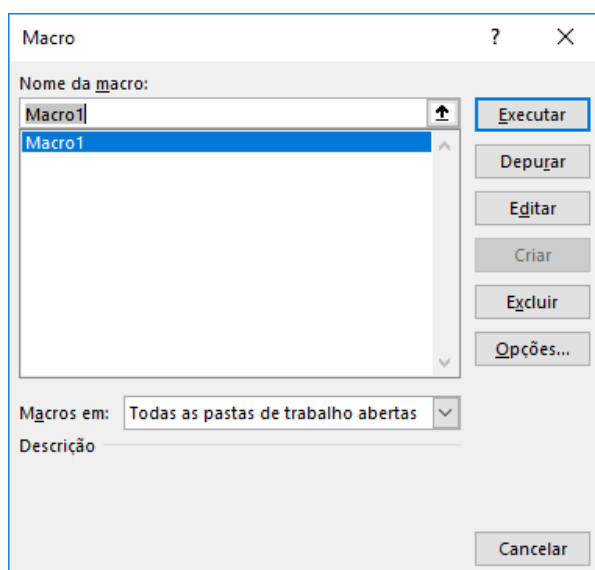 Macro
Nome da macro:
Macro1
Executar
Macro1
Depurar
Editar
Criar
Excluir
Opções...
Macros em: Todas as pastas de trabalho abertas
Descrição
Cancelar